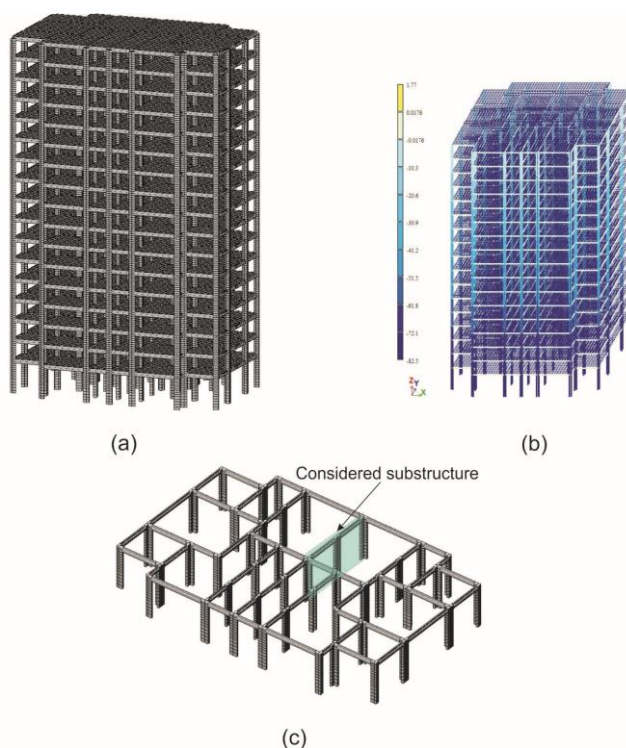 1.77
0.0176
-0.0176
-10.3
-20.6
-30.9
-41.2
-51.5
-61.8
-72.1
-82.5
Z
Y
X
(a)
(b)
Considered substructure
(c)